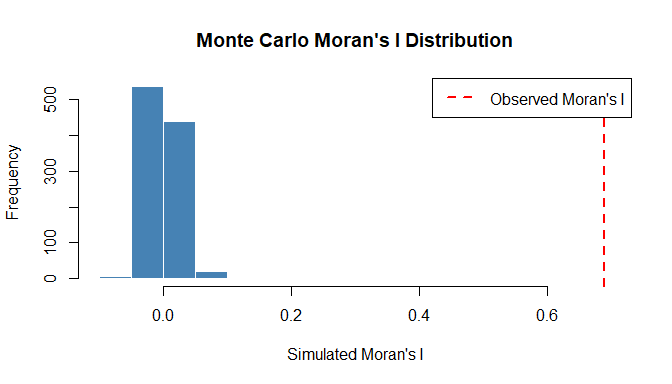 Monte Carlo Moran's I Distribution
Observed Moran's I
Frequency
500
300
100
0
0.0 0.2 0.4 0.6
Simulated Moran's I